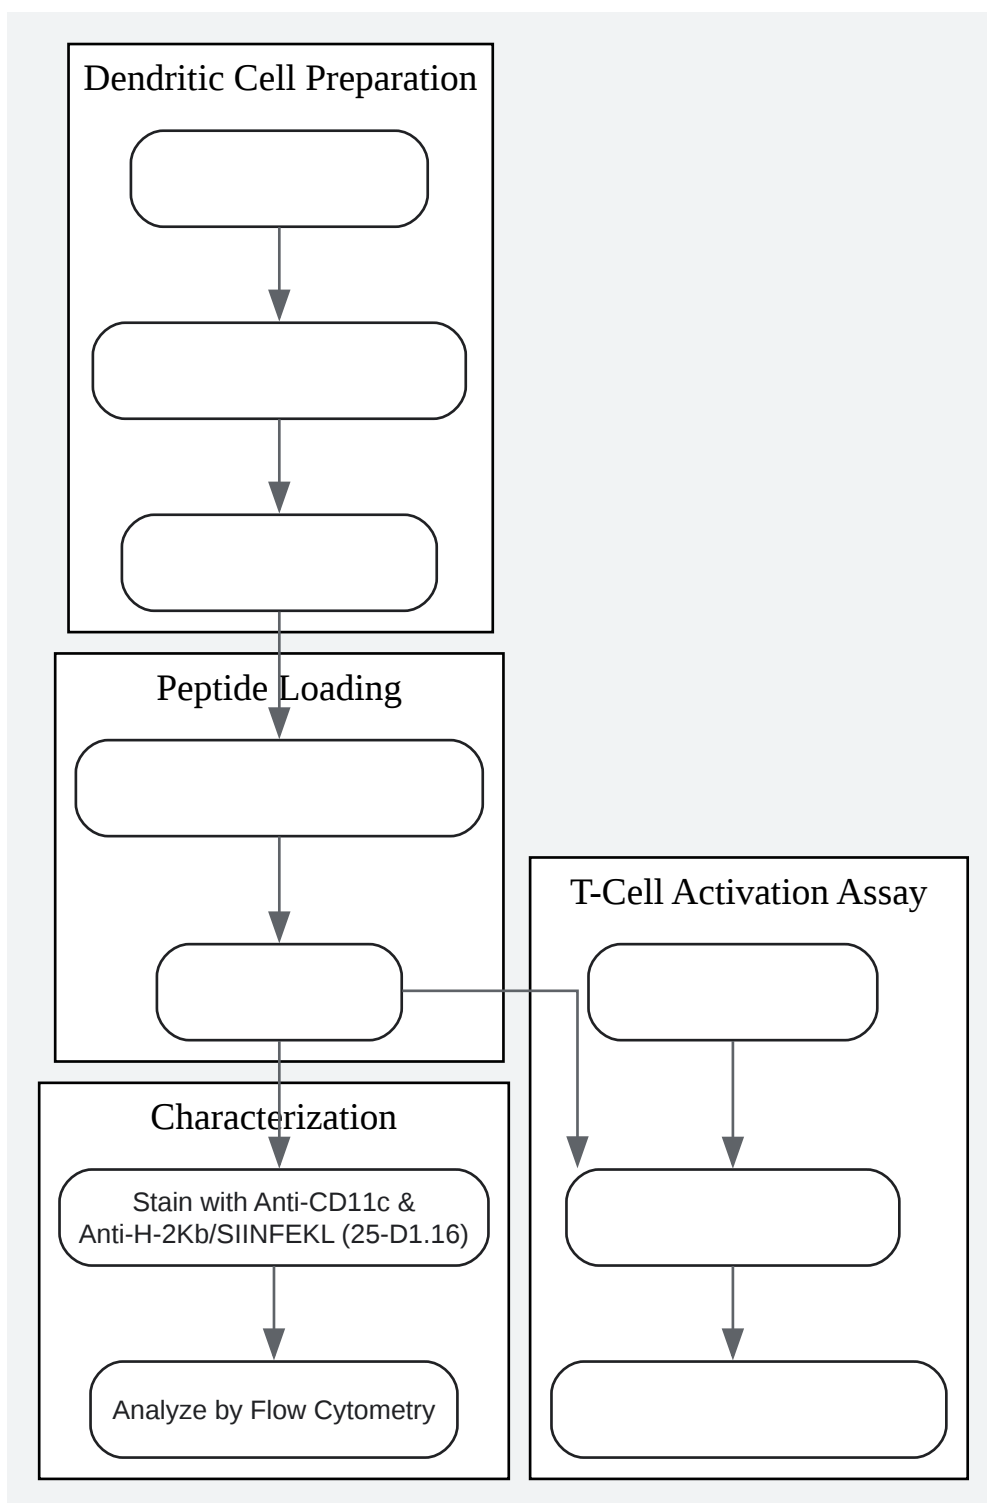 Dendritic Cell Preparation
Peptide Loading
T-Cell Activation Assay
Characterization
Stain with Anti-CD11c &
Anti-H-2Kb/SIINFEKL (25-D1.16)
Analyze by Flow Cytometry